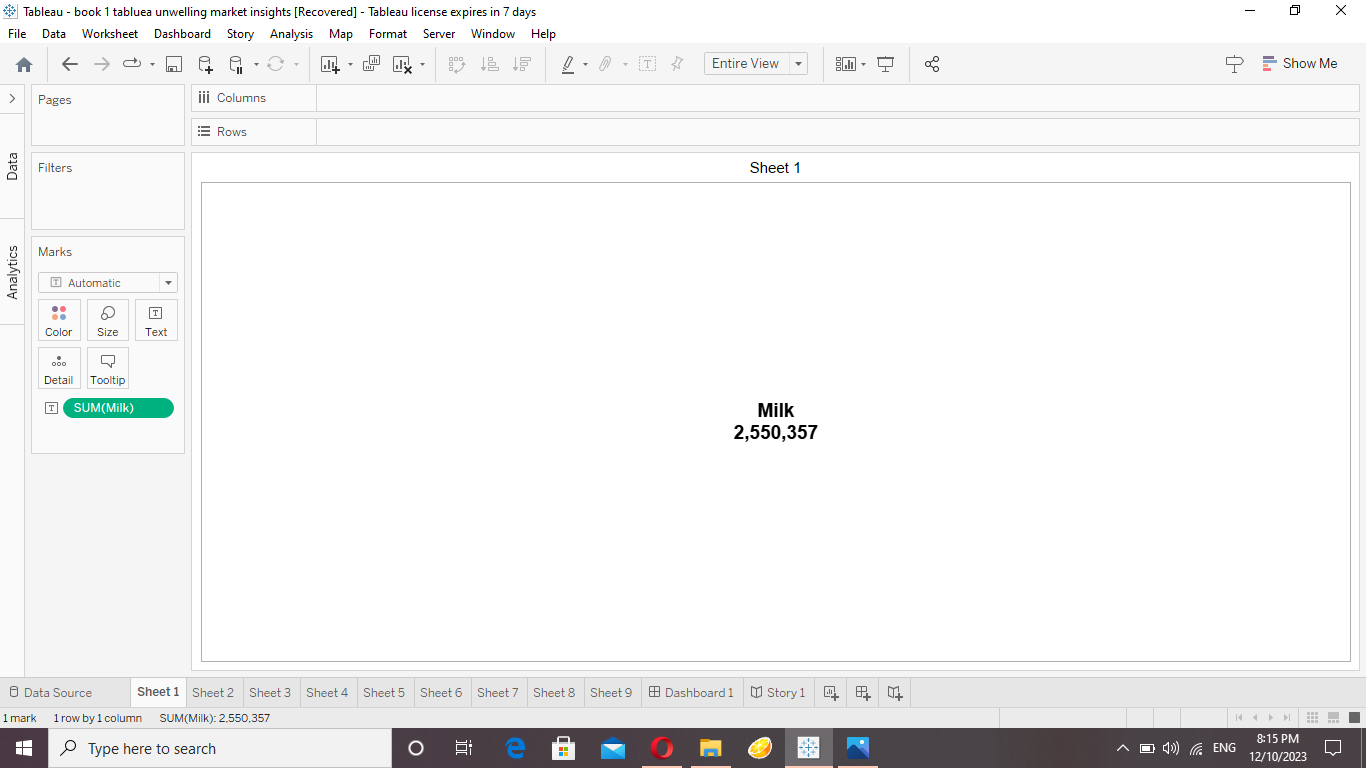 Tableau - book 1 tabluea unwelling market insights [Recovered] - Tableau license expires in 7 days
File Data Worksheet Dashboard Story Analysis Map Format Server Window Help
Entire View
Show Me
Pages
Columns
Rows
Filters
Data
Analytics
Marks
Automatic
Color Size Text
Detail Tooltip
SUM(Milk)
Sheet 1
Milk
2,550,357
Data Source Sheet 1 Sheet 2 Sheet 3 Sheet 4 Sheet 5 Sheet 6 Sheet 7 Sheet 8 Sheet 9 Dashboard 1 Story 1
1 mark 1 row by 1 column SUM(Milk): 2,550,357
Type here to search
ENG
8:15 PM
12/10/2023